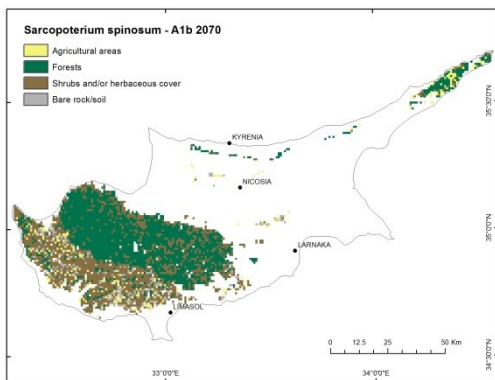 Sarcopoterium spinosum - A1b 2070
Agricultural areas
Forests
Shrubs and/or herbaceous cover
Bare rock/soil
35°30'0"N
KYRENIA
NICOSIA
35°0'0"N
LARNAKA
LIMASOL
0 12.5 25 50 Km
34°30'0"N
33°0'0"E
34°0'0"E